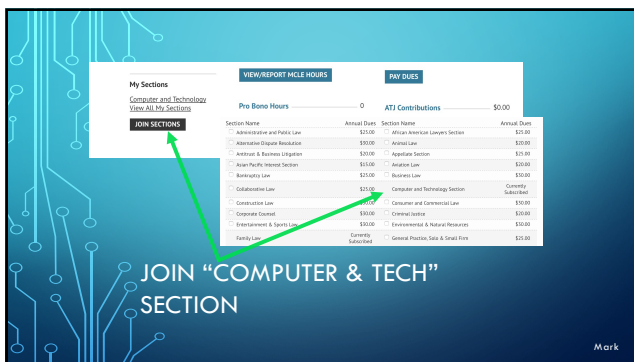 My Sections
Computer and Technology
View All My Sections
JOIN SECTIONS
VIEW/REPORT MCLE HOURS
PAY DUES
Pro Bono Hours 0
ATJ Contributions $0.00
Section Name Annual Dues Section Name Annual Dues
Administrative and Public Law $25.00 African American Lawyers Section $25.00
Alternative Dispute Resolution $30.00 Animal Law $20.00
Antitrust & Business Litigation $20.00 Appellate Section $25.00
Asian Pacific Interest Section $15.00 Aviation Law $20.00
Bankruptcy Law $25.00 Business Law $30.00
Collaborative Law $25.00 Computer and Technology Section Currently Subscribed
Construction Law $30.00 Consumer and Commercial Law $30.00
Corporate Counsel $30.00 Criminal Justice $20.00
Entertainment & Sports Law $30.00 Environmental & Natural Resources $30.00
Family Law Currently Subscribed General Practice; Solo & Small Firm $25.00
JOIN “COMPUTER & TECH”
SECTION
Mark